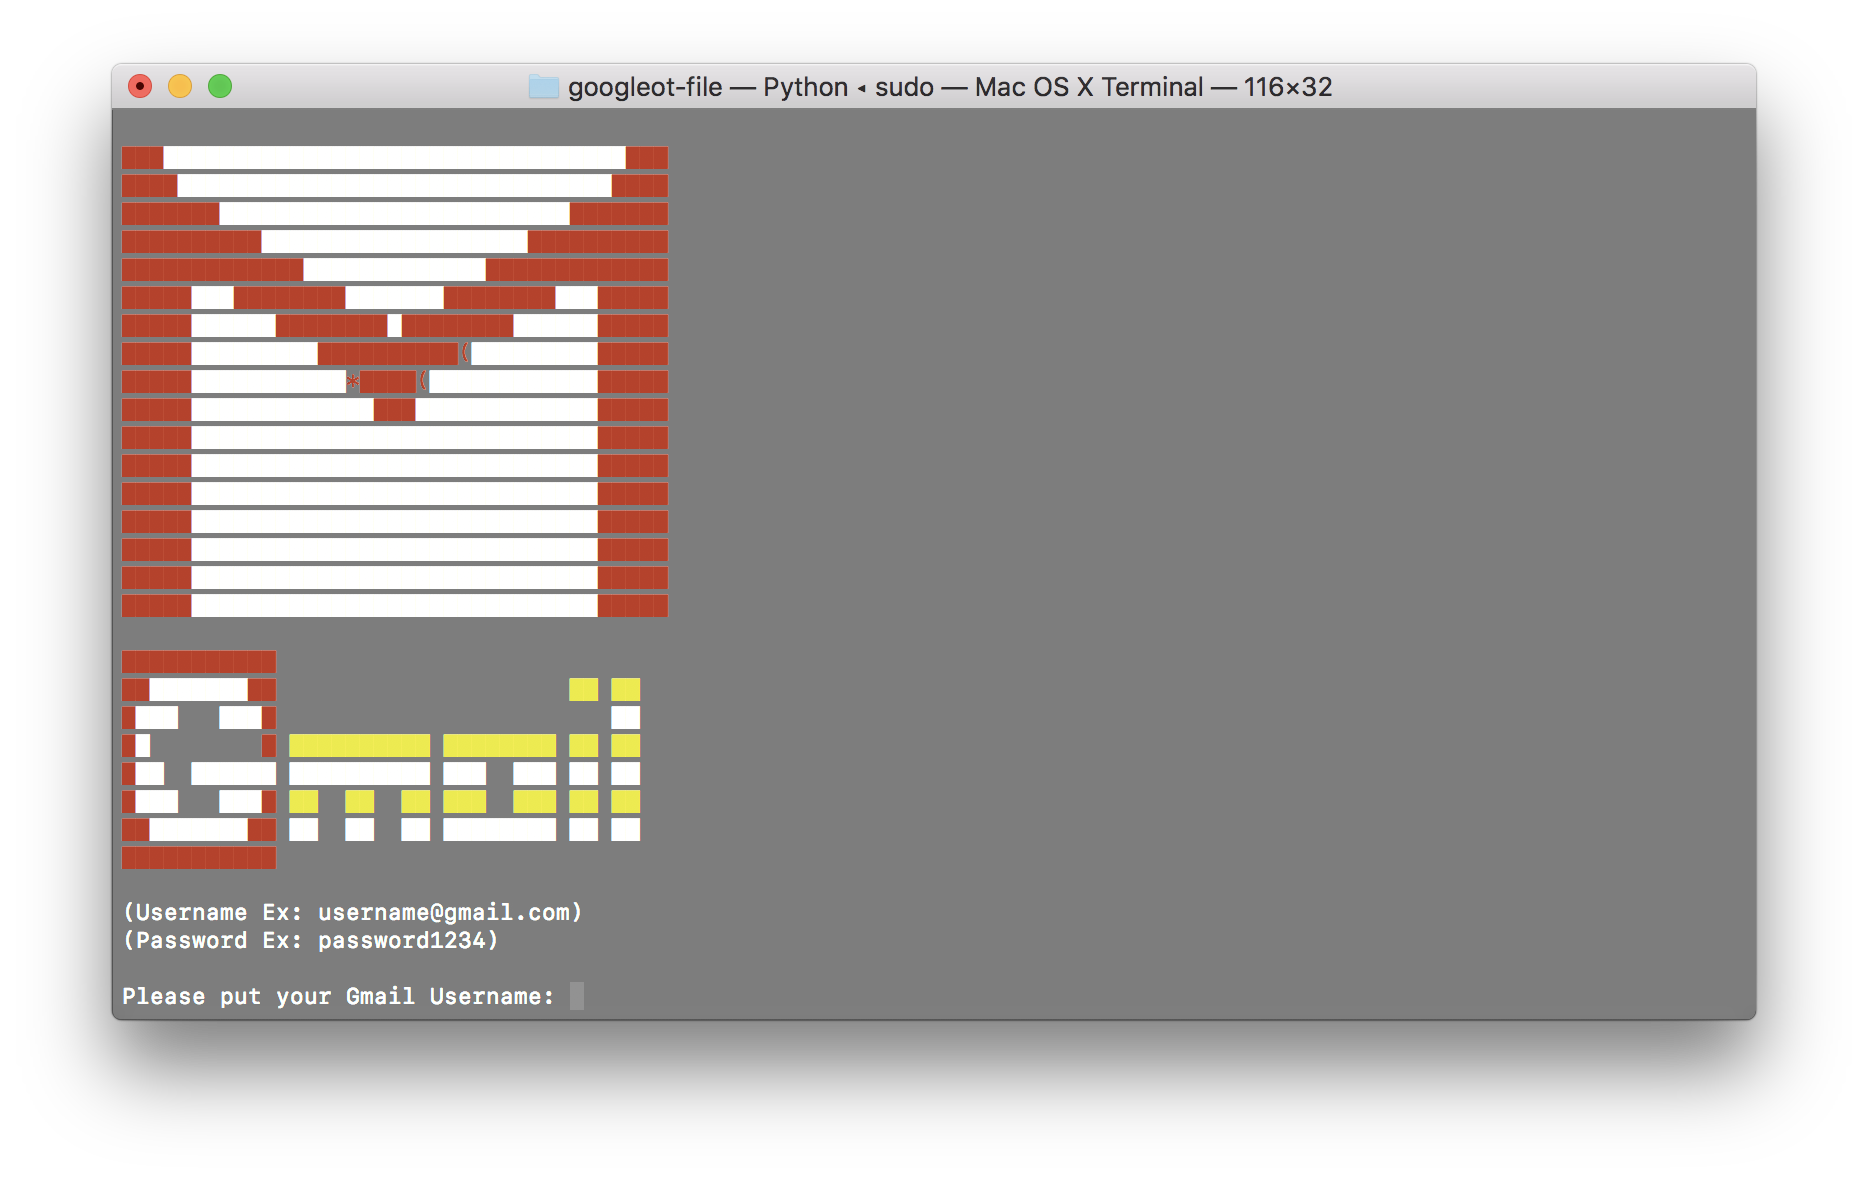 googleot-file — Python ◂ sudo — Mac OS X Terminal — 116×32
(
*
(
Gmail
(Username Ex: username@gmail.com)
(Password Ex: password1234)
Please put your Gmail Username: